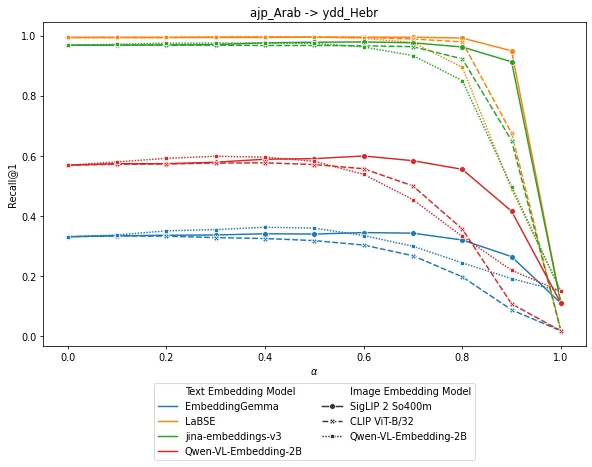 ajp_Arab -> ydd_Hebr
Recall@1
1.0
0.8
0.6
0.4
0.2
0.0
0.0 0.2 0.4 0.6 0.8 1.0
α
Text Embedding Model
EmbeddingGemma
LaBSE
jina-embeddings-v3
Qwen-VL-Embedding-2B
Image Embedding Model
SigLIP 2 So400m
CLIP ViT-B/32
Qwen-VL-Embedding-2B